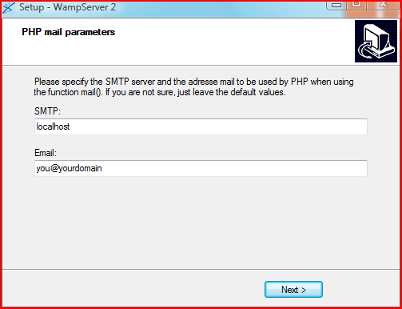 Setup - WampServer 2
PHP mail parameters
Please specify the SMTP server and the adresse mail to be used by PHP when using
the function mail(). If you are not sure, just leave the default values.
SMTP:
localhost
Email:
you@yourdomain
Next >